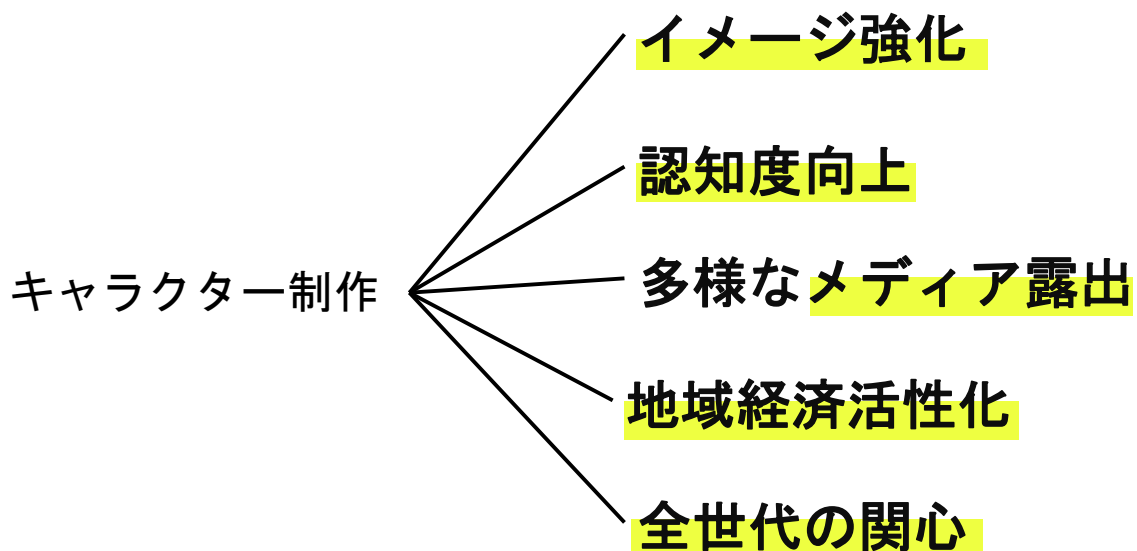 キャラクター制作
イメージ強化
認知度向上
多様なメディア露出
地域経済活性化
全世代の関心